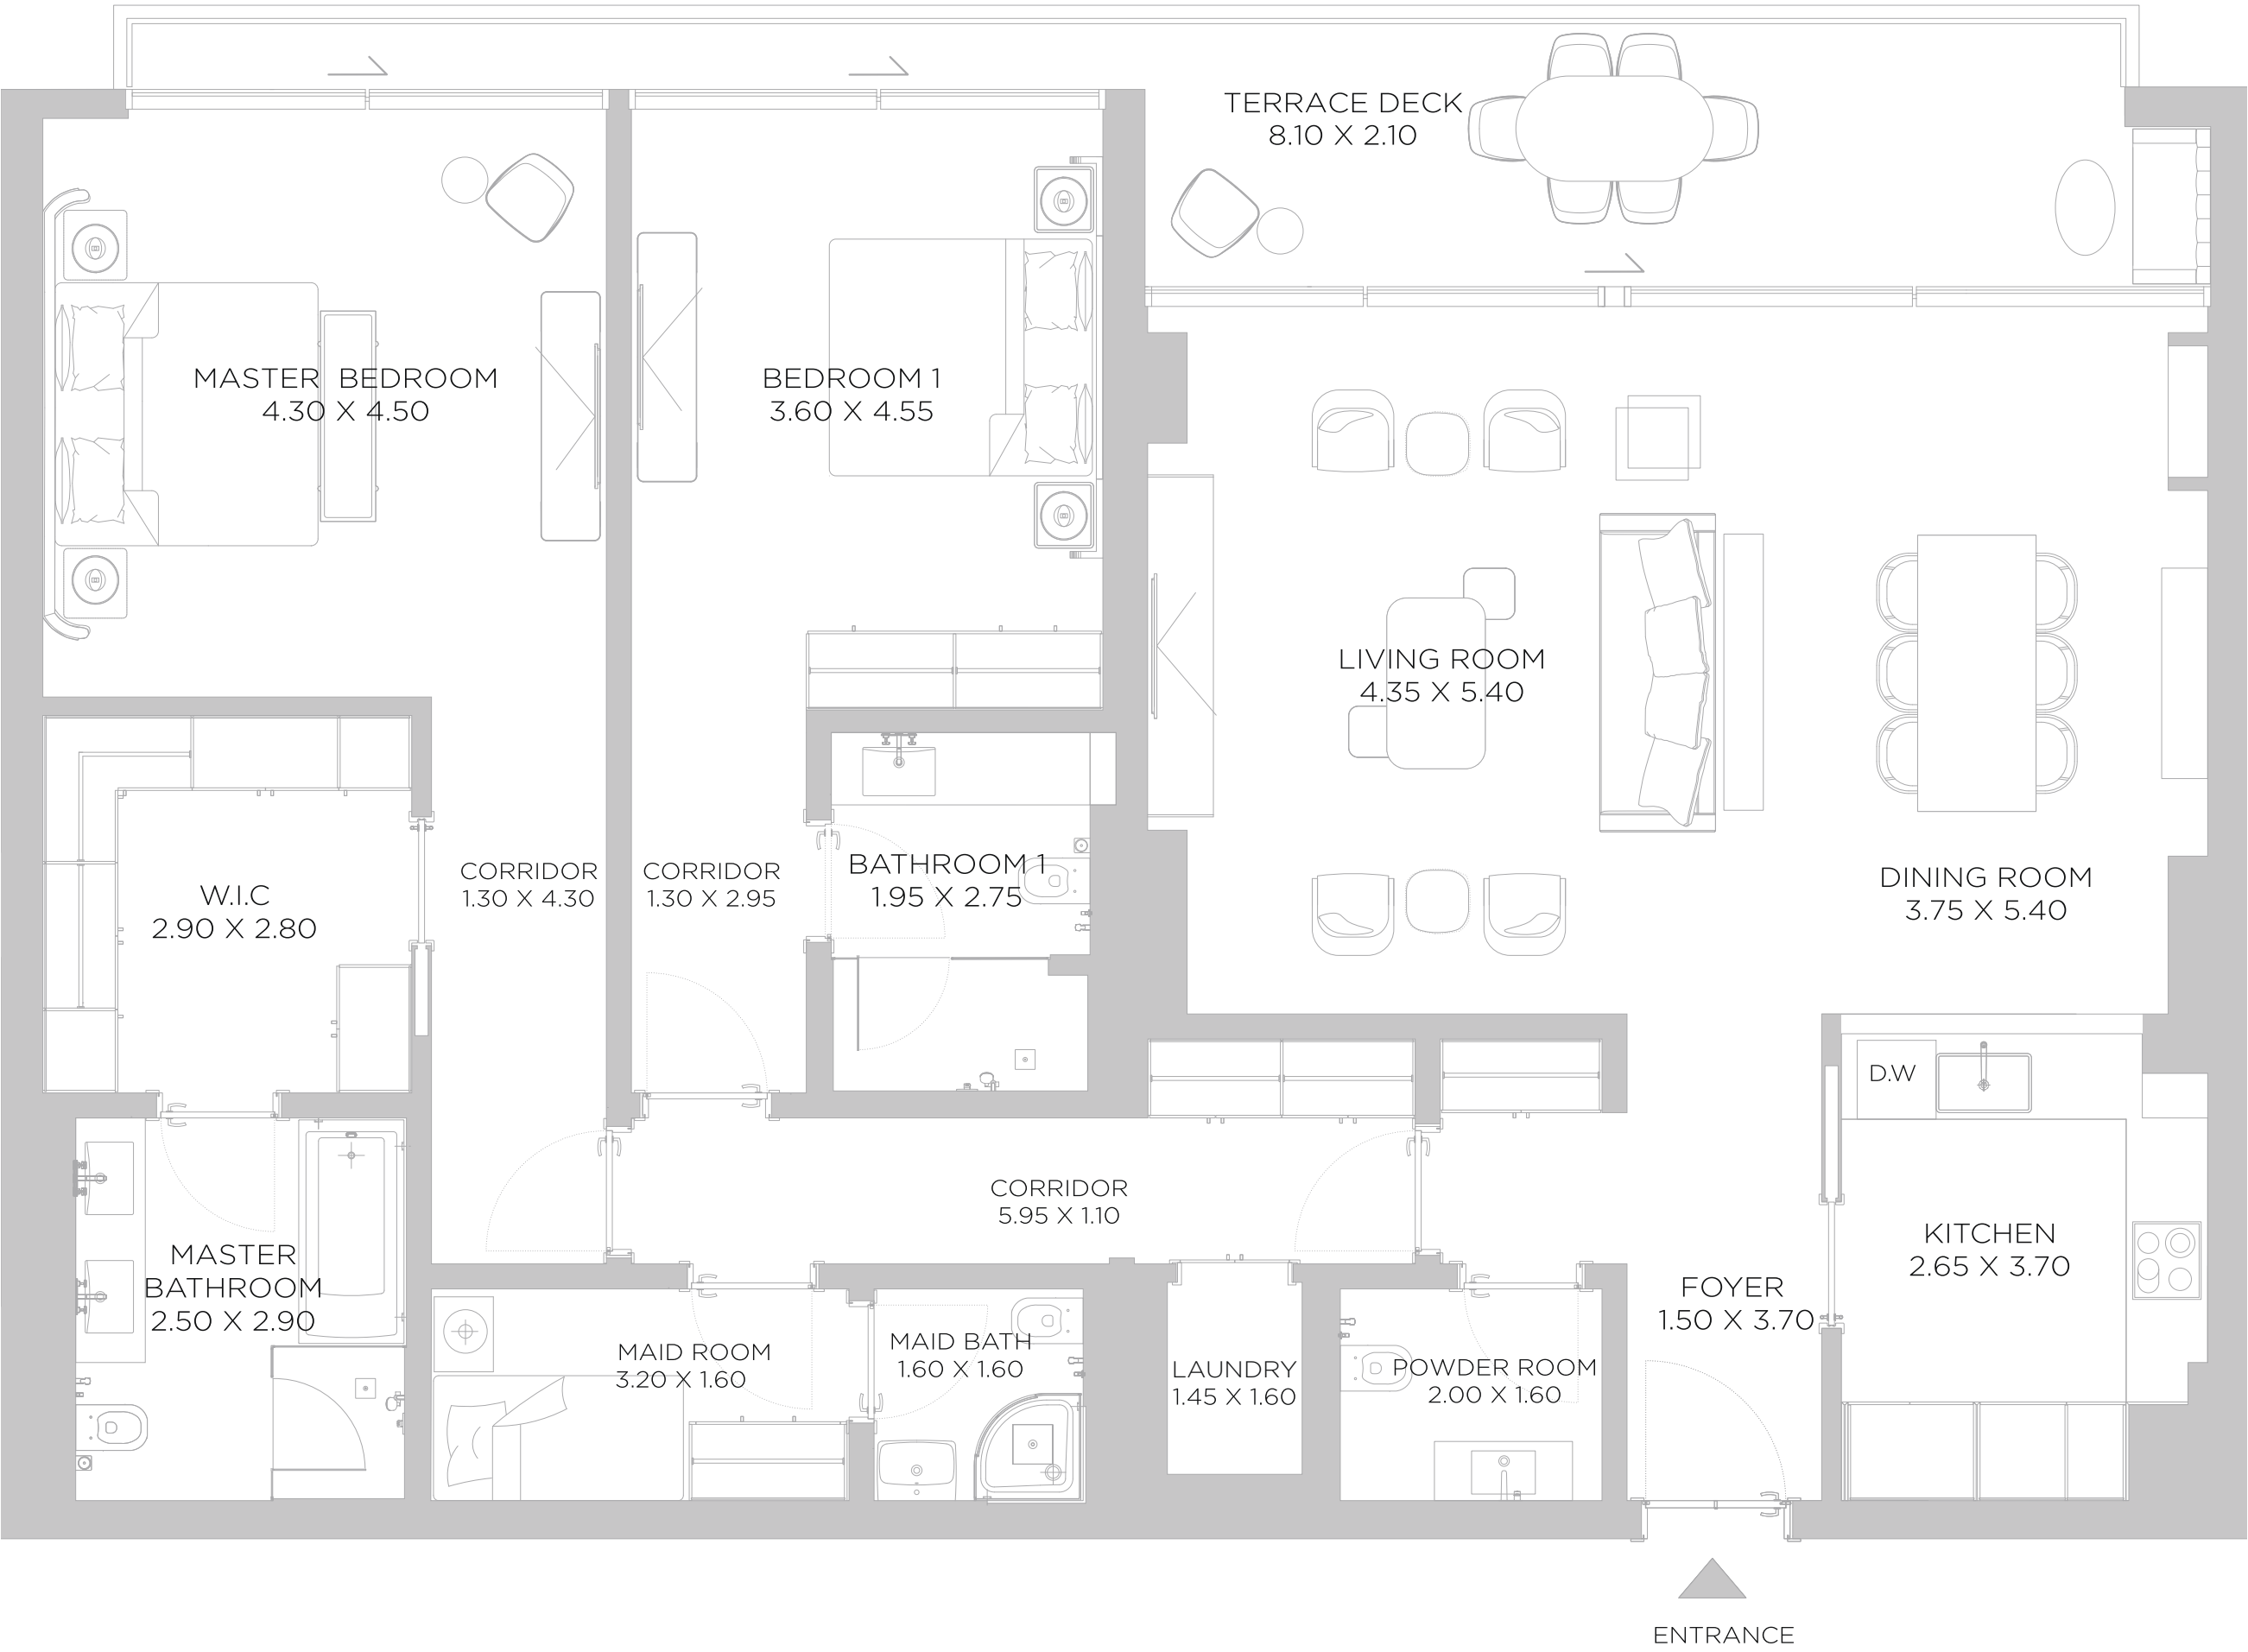 TERRACE DECK
8.10 X 2.10
MASTER BEDROOM
4.30 X 4.50
BEDROOM 1
3.60 X 4.55
LIVING ROOM
4.35 X 5.40
DINING ROOM
3.75 X 5.40
W.I.C
2.90 X 2.80
CORRIDOR
1.30 X 4.30
CORRIDOR
1.30 X 2.95
BATHROOM 1
1.95 X 2.75
D.W
CORRIDOR
5.95 X 1.10
KITCHEN
2.65 X 3.70
MASTER
BATHROOM
2.50 X 2.90
FOYER
1.50 X 3.70
MAID ROOM
3.20 X 1.60
MAID BATH
1.60 X 1.60
LAUNDRY
1.45 X 1.60
POWDER ROOM
2.00 X 1.60
ENTRANCE